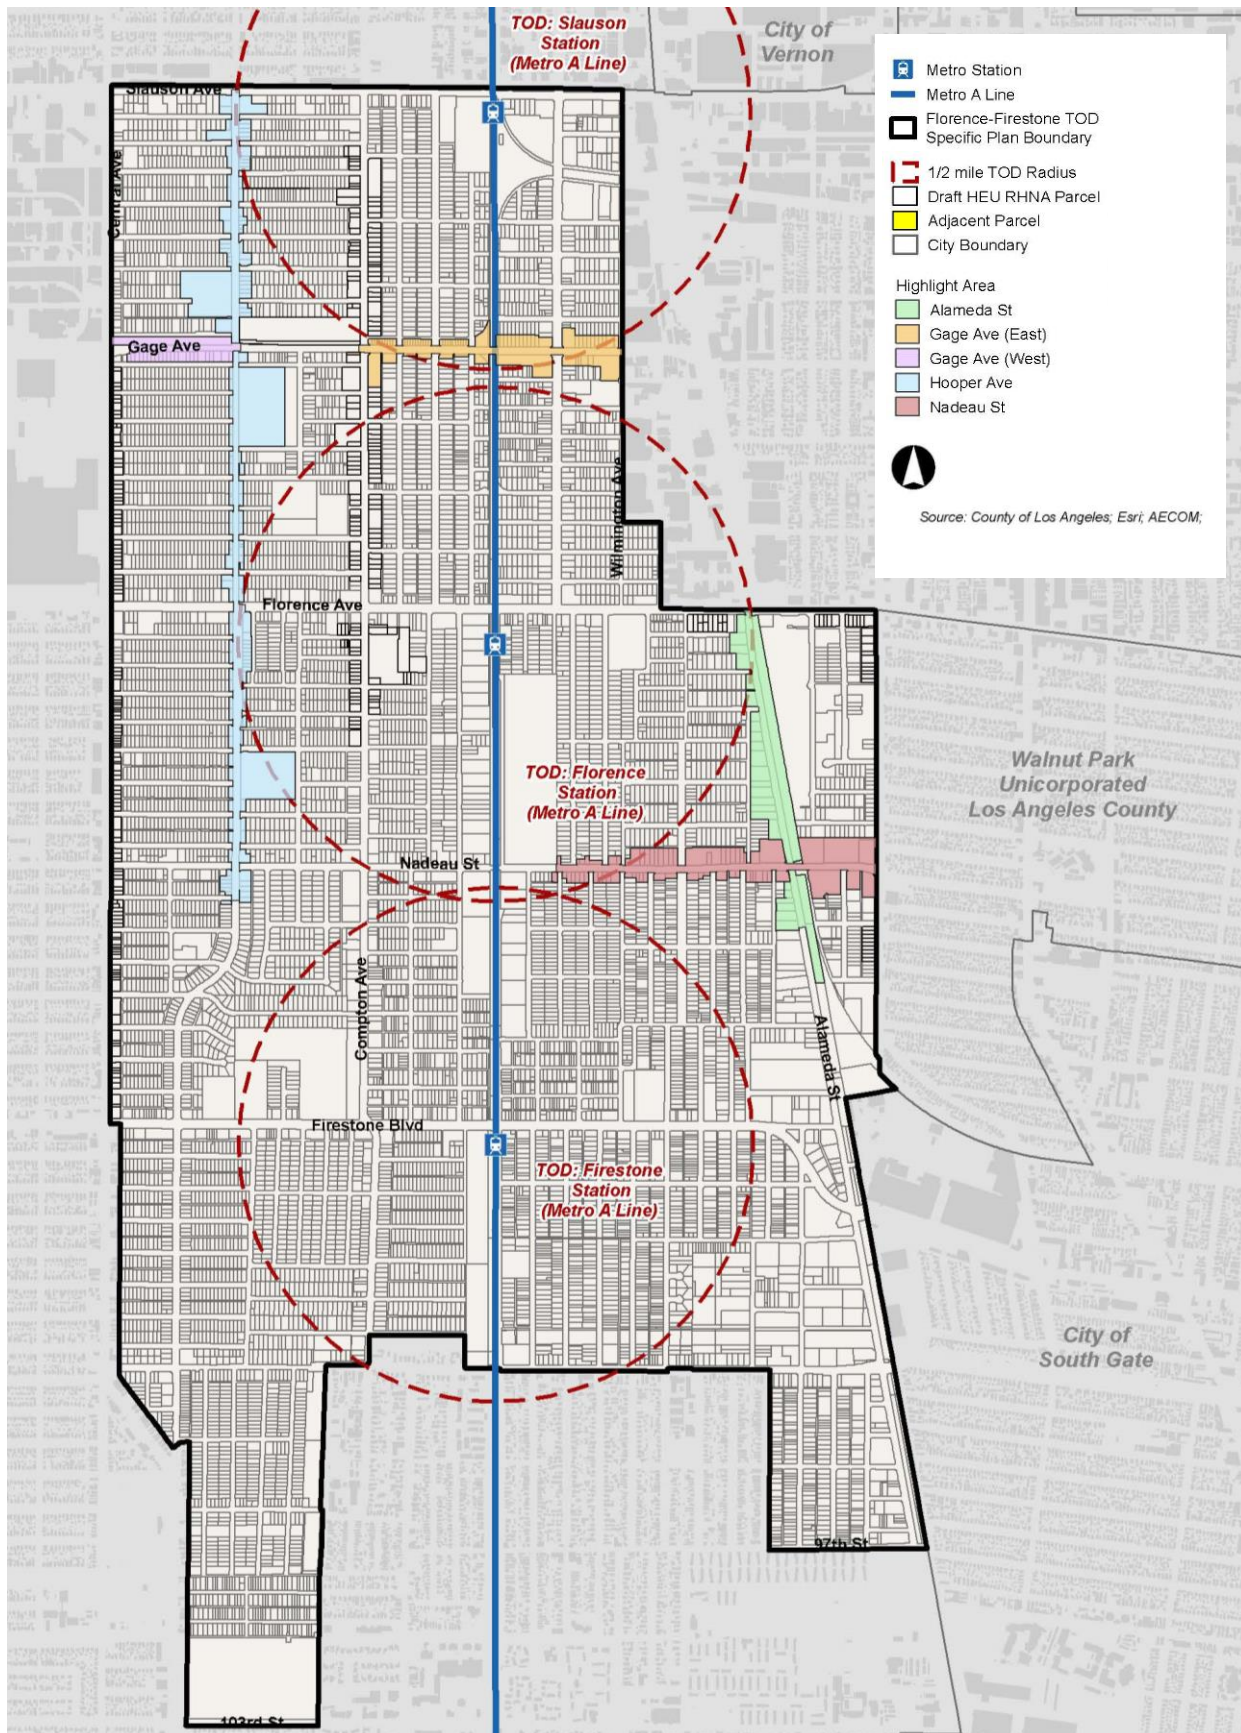 TOD: Slauson
Station
(Metro A Line)
City of
Vernon
Metro Station
Metro A Line
Florence-Firestone TOD
Specific Plan Boundary
1/2 mile TOD Radius
Draft HEU RHNA Parcel
Adjacent Parcel
City Boundary
Highlight Area
Alameda St
Gage Ave (East)
Gage Ave (West)
Hooper Ave
Nadeau St
Source: County of Los Angeles; Esri; AECOM;
Slauson Ave
Central Ave
Gage Ave
Wilmington Ave
Florence Ave
TOD: Florence
Station
(Metro A Line)
Walnut Park
Unicorporated
Los Angeles County
Nadeau St
Compton Ave
Alameda St
Firestone Blvd
TOD: Firestone
Station
(Metro A Line)
City of
South Gate
97th St
103rd St